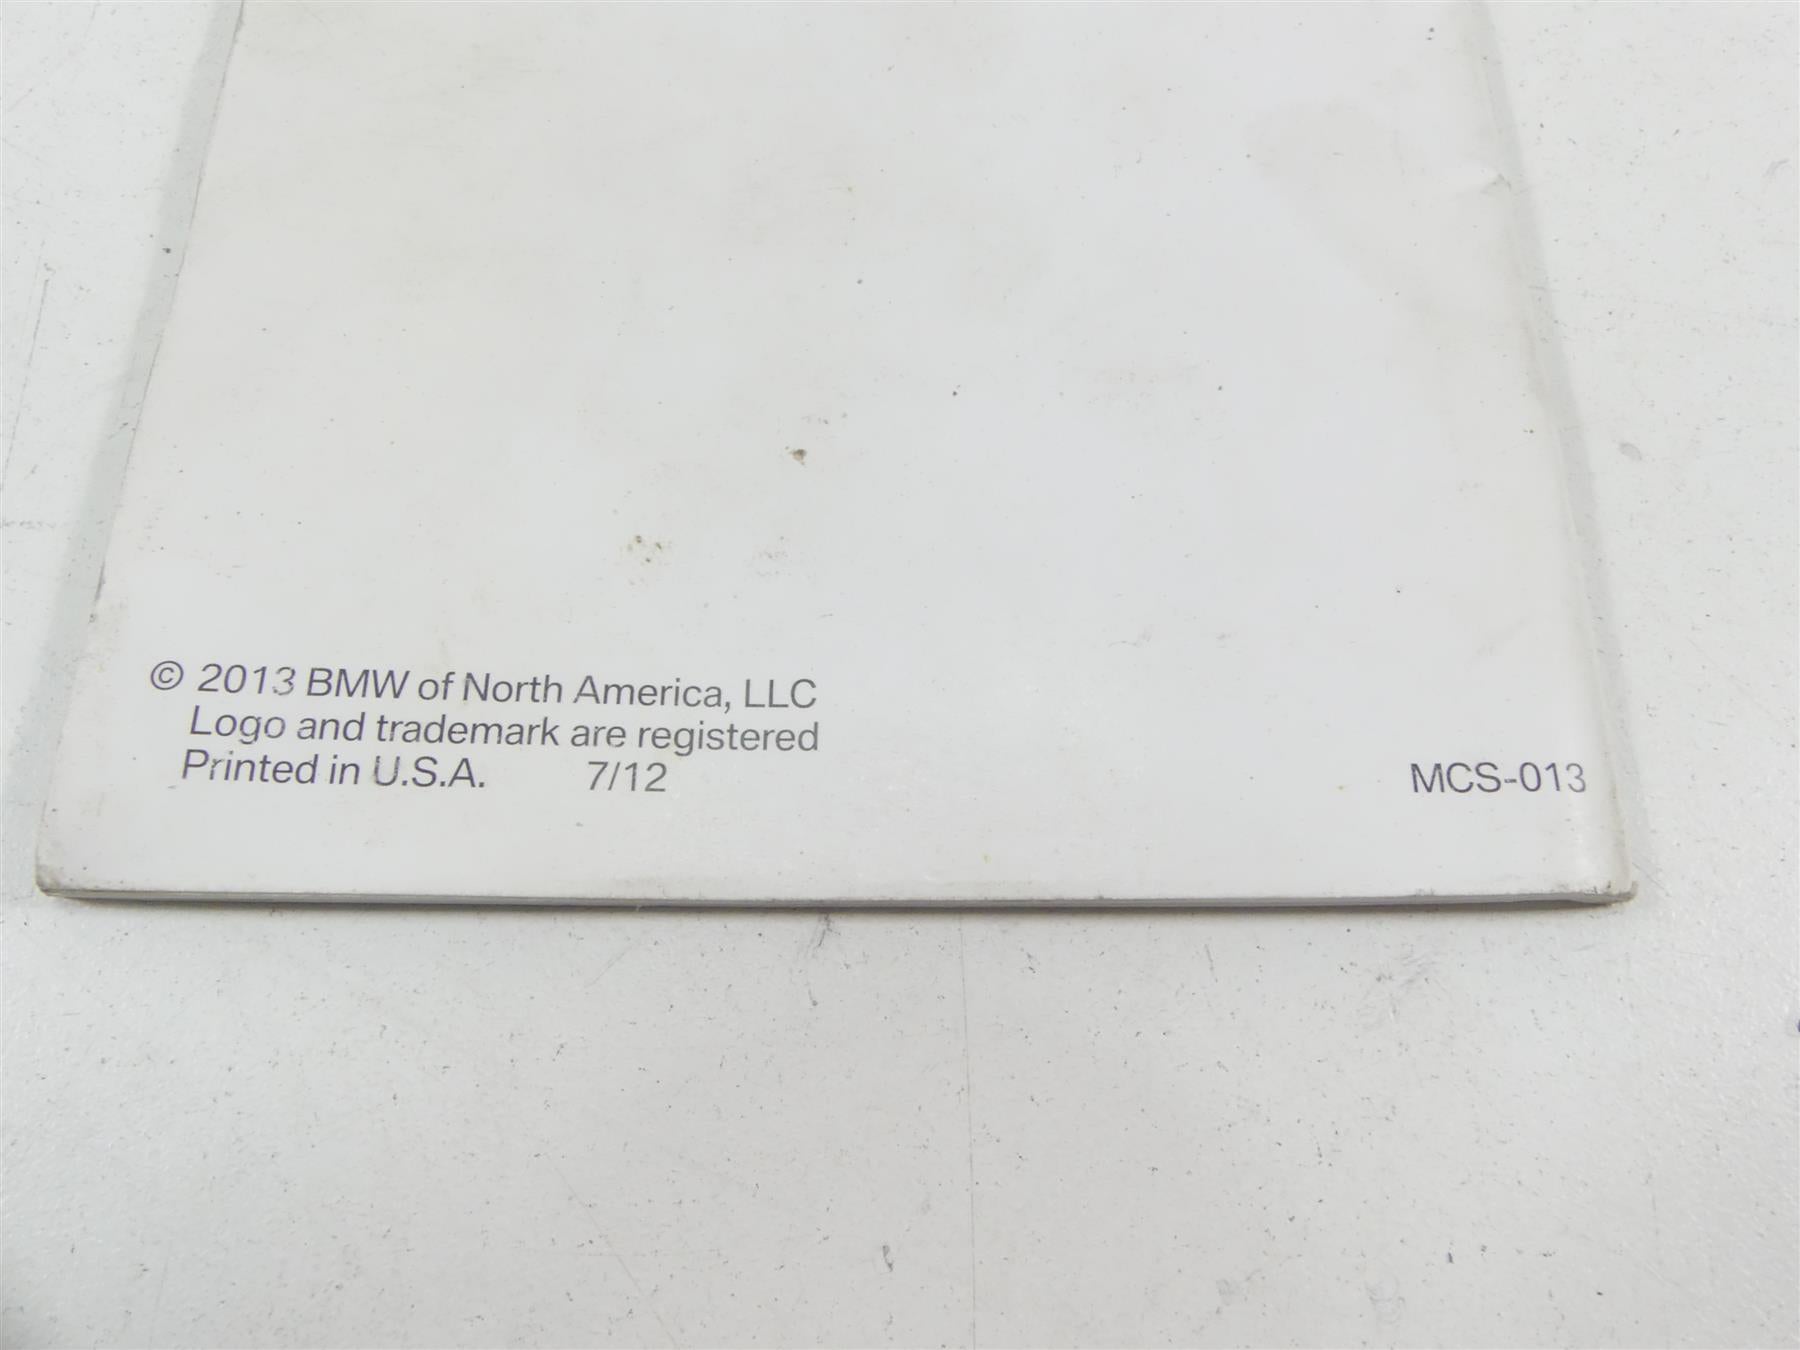 © 2013 BMW of North America, LLC
Logo and trademark are registered
Printed in U.S.A. 7/12
MCS-013